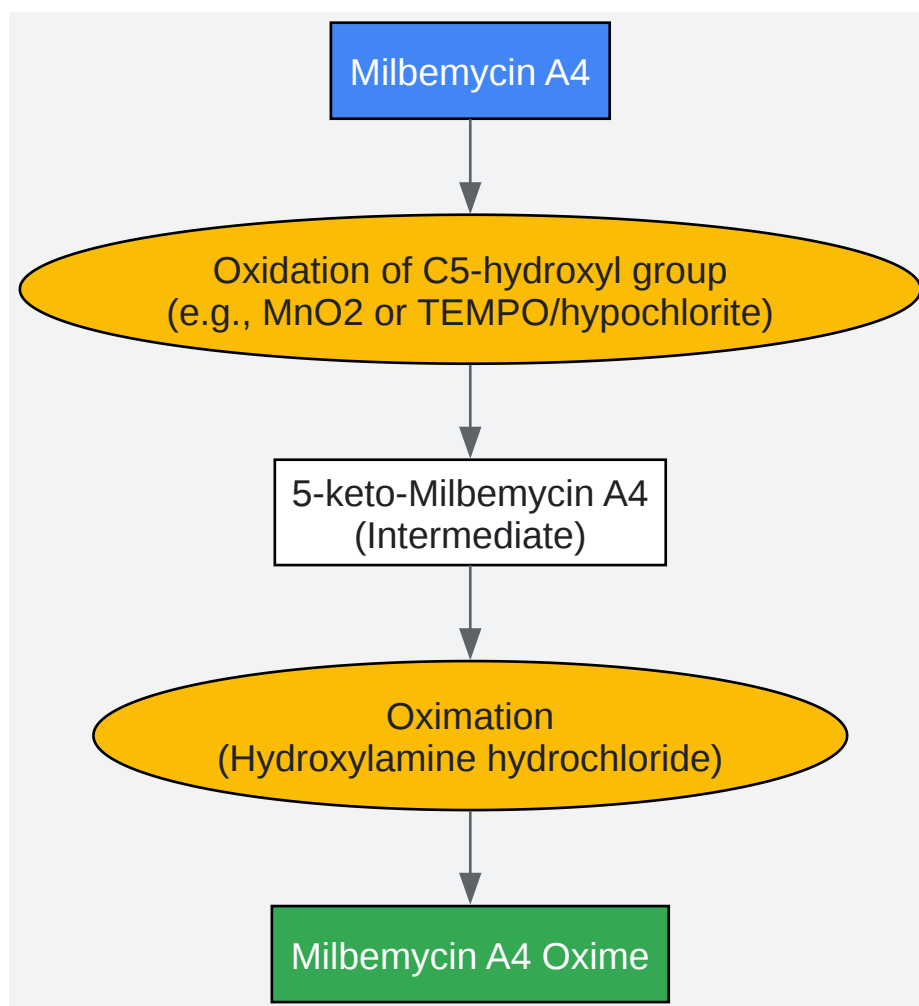 Milbemycin A4
Oxidation of C5-hydroxyl group
(e.g., MnO2 or TEMPO/hypochlorite)
5-keto-Milbemycin A4
(Intermediate)
Oximation
(Hydroxylamine hydrochloride)
Milbemycin A4 Oxime